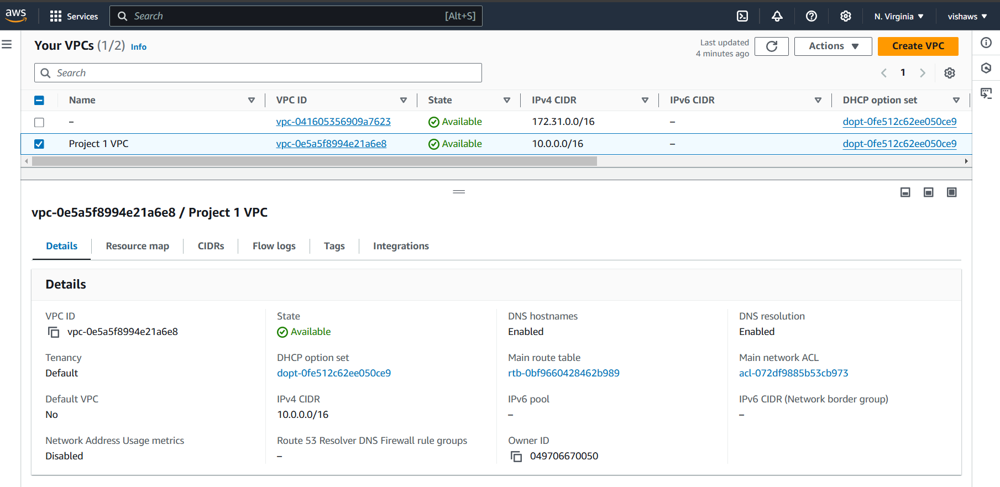 aws Services Search [Alt+S] N. Virginia vishaws
Your VPCs (1/2) Info
Last updated
4 minutes ago
Actions Create VPC
Search
1
Name VPC ID State IPv4 CIDR IPv6 CIDR DHCP option set
– vpc-041605356909a7623 Available 172.31.0.0/16 – dopt-0fe512c62ee050ce9
Project 1 VPC vpc-0e5a5f8994e21a6e8 Available 10.0.0.0/16 – dopt-0fe512c62ee050ce9
vpc-0e5a5f8994e21a6e8 / Project 1 VPC
Details Resource map CIDRs Flow logs Tags Integrations
Details
VPC ID State DNS hostnames DNS resolution
vpc-0e5a5f8994e21a6e8 Available Enabled Enabled
Tenancy DHCP option set Main route table Main network ACL
Default dopt-0fe512c62ee050ce9 rtb-0bf9660428462b989 acl-072df9885b53cb973
Default VPC IPv4 CIDR IPv6 pool IPv6 CIDR (Network border group)
No 10.0.0.0/16 – –
Network Address Usage metrics Route 53 Resolver DNS Firewall rule groups Owner ID
Disabled – 049706670050